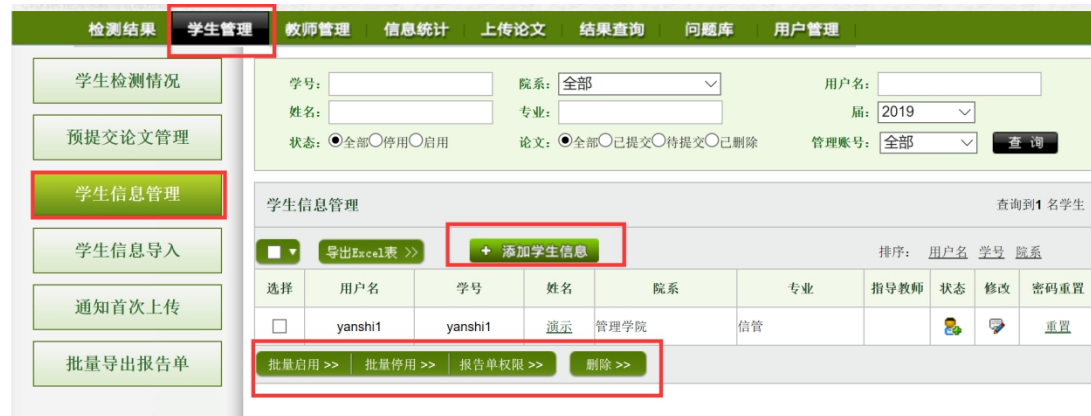 检测结果 学生管理 教师管理 信息统计 上传论文 结果查询 问题库 用户管理
学生检测情况
预提交论文管理
学生信息管理
学生信息导入
通知首次上传
批量导出报告单
学号： 院系： 全部 用户名：
姓名： 专业： 届： 2019
状态： 全部 停用 启用 论文： 全部 已提交 待提交 已删除 管理账号： 全部 查 询
学生信息管理 查询到1 名学生
导出Excel表 >> + 添加学生信息 排序： 用户名 学号 院系
选择 用户名 学号 姓名 院系 专业 指导教师 状态 修改 密码重置
yanshi1 yanshi1 演示 管理学院 信管 重置
批量启用 >> 批量停用 >> 报告单权限 >> 删除 >>